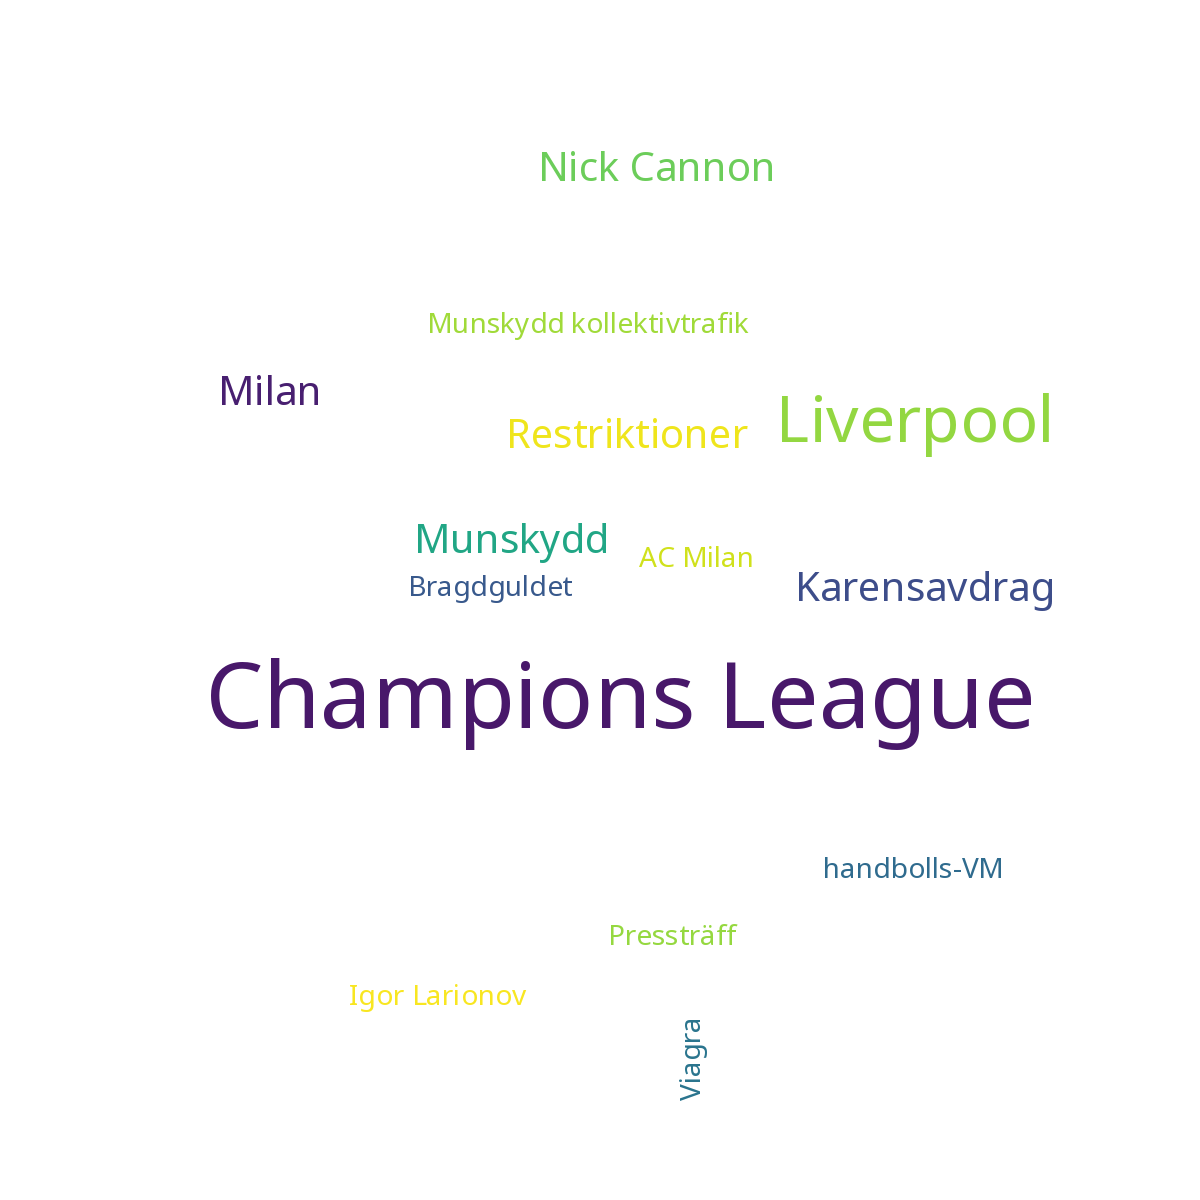 Nick Cannon
Munskydd kollektivtrafik
Milan
Liverpool
Restriktioner
Munskydd
AC Milan
Bragdguldet
Karensavdrag
Champions League
handbolls-VM
Pressträff
Igor Larionov
Viagra